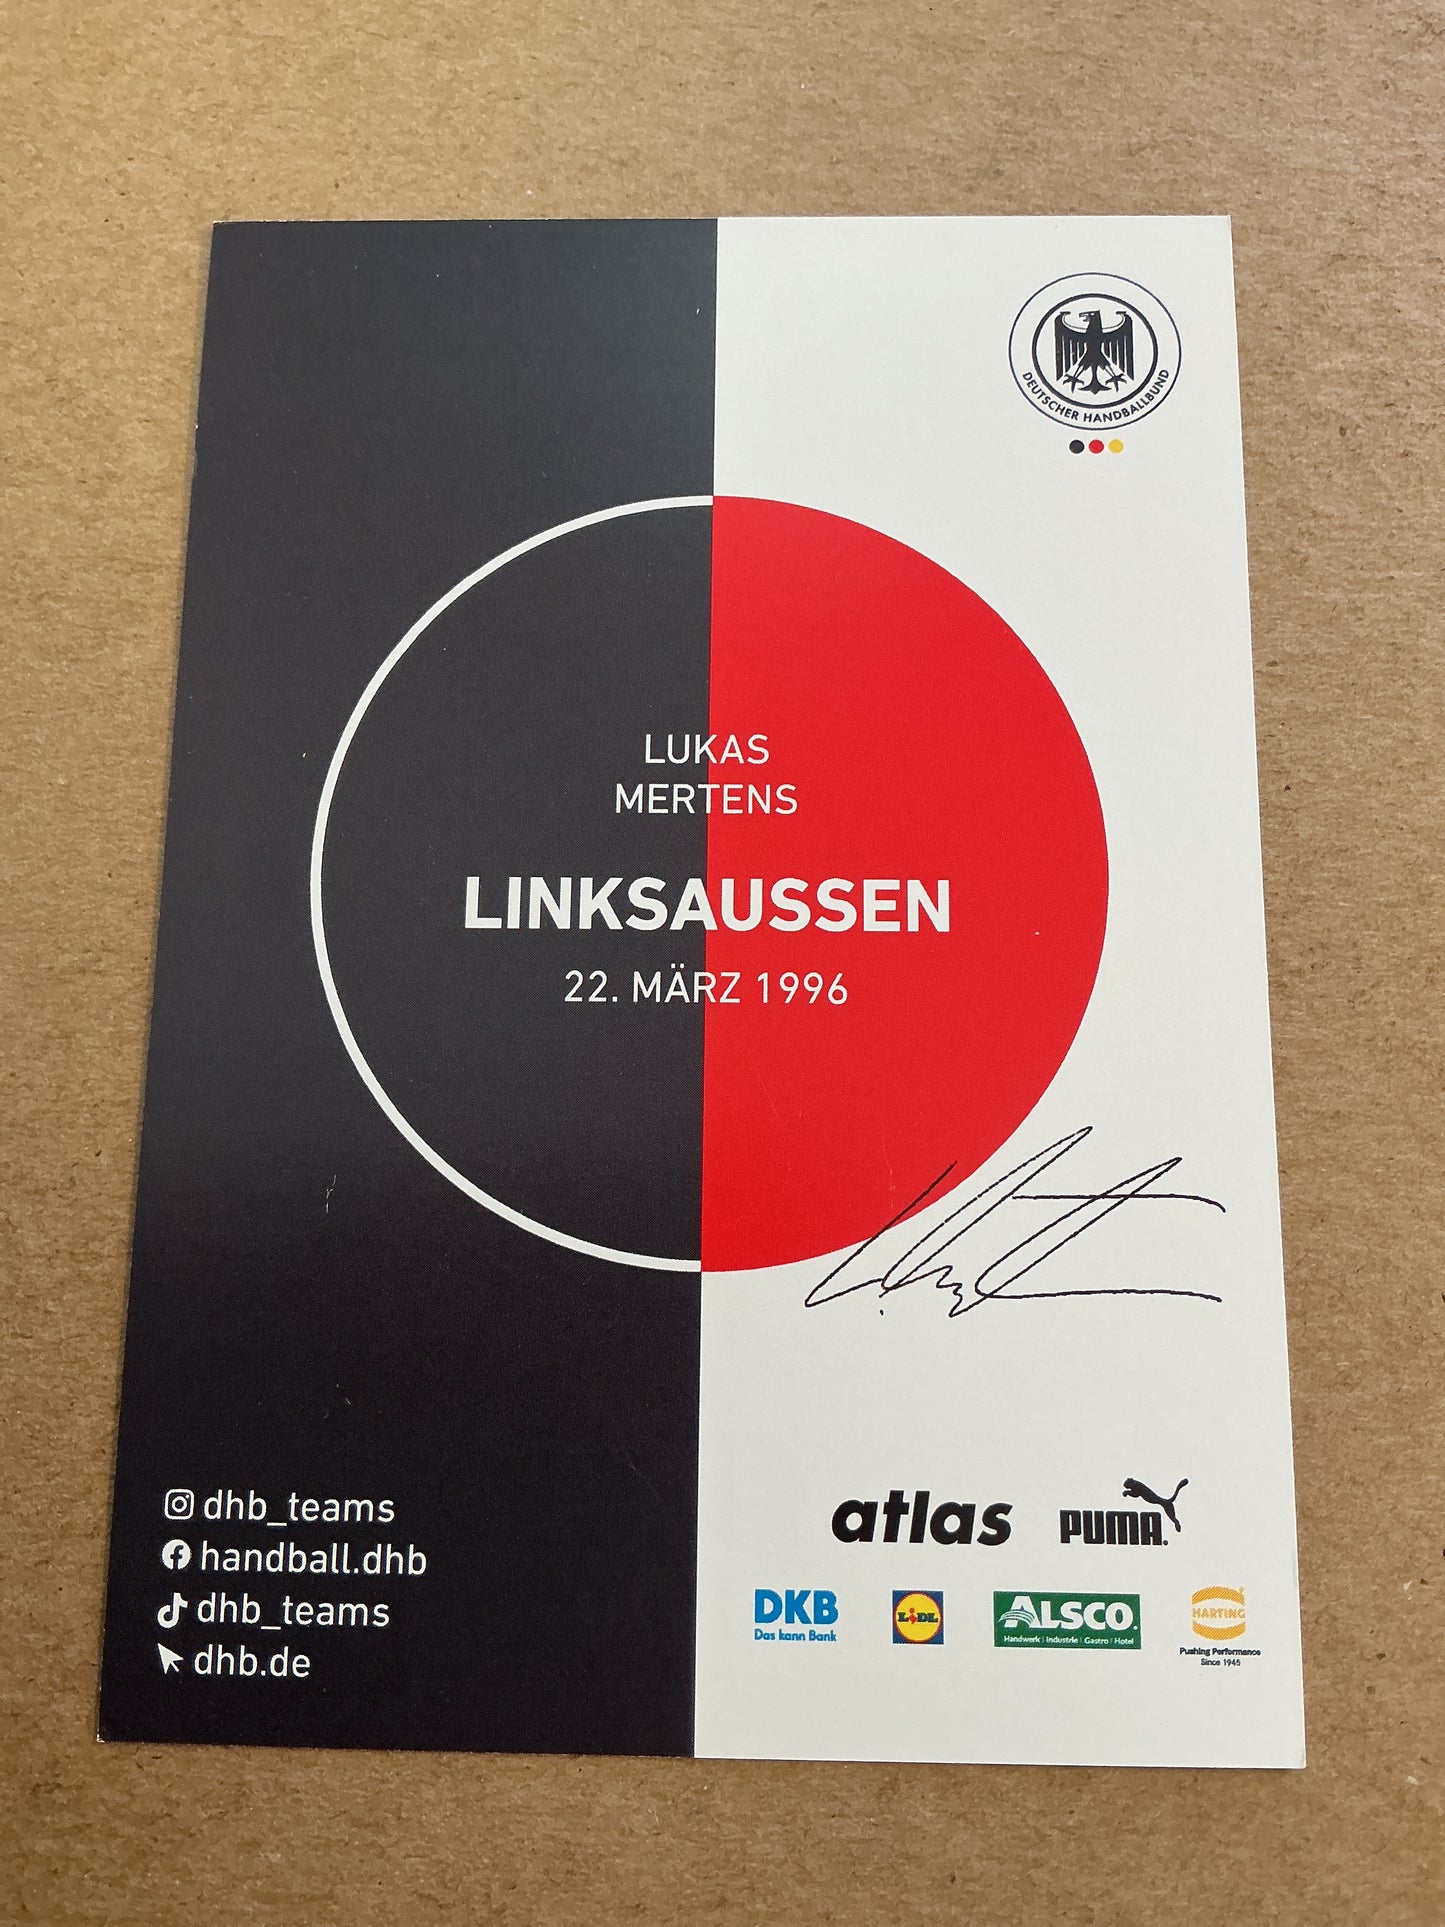 DEUTSCHER HANDBALLBUND
LUKAS
MERTENS
LINKSAUSSEN
22. MÄRZ 1996
dhb_teams
handball.dhb
dhb_teams
dhb.de
atlas
PUMA
DKB
Das kann Bank
LiDL
ALSCO.
Handwerk | Industrie | Gastro | Hotel
HARTING
Pushing Performance
Since 1945